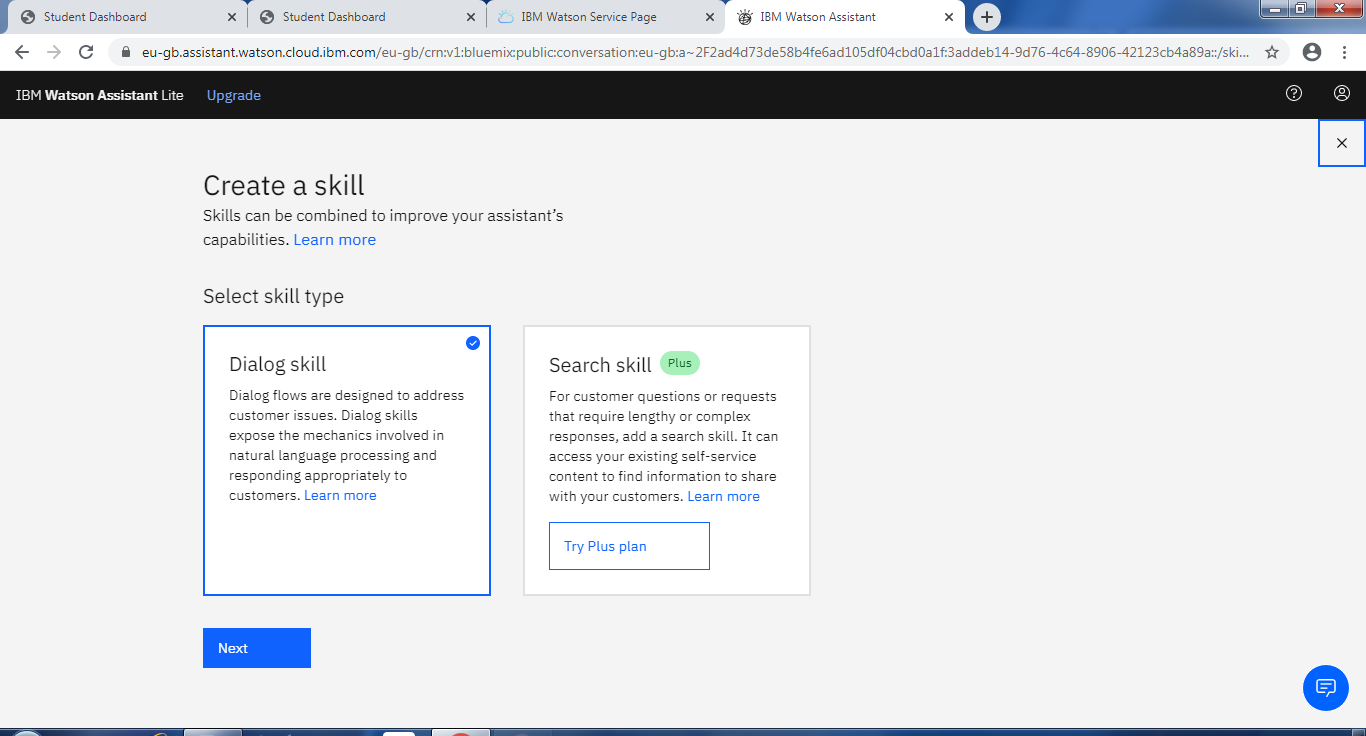 Student Dashboard
Student Dashboard
IBM Watson Service Page
IBM Watson Assistant
eu-gb.assistant.watson.cloud.ibm.com/eu-gb/crn:v1:bluemix:public:conversation:eu-gb:a~2F2ad4d73de58b4fe6ad105df04cbd0a1f:3addeb14-9d76-4c64-8906-42123cb4a89a::/ski...
IBM Watson Assistant Lite Upgrade
Create a skill
Skills can be combined to improve your assistant’s
capabilities. Learn more
Select skill type
Dialog skill
Dialog flows are designed to address
customer issues. Dialog skills
expose the mechanics involved in
natural language processing and
responding appropriately to
customers. Learn more
Search skill Plus
For customer questions or requests
that require lengthy or complex
responses, add a search skill. It can
access your existing self-service
content to find information to share
with your customers. Learn more
Try Plus plan
Next